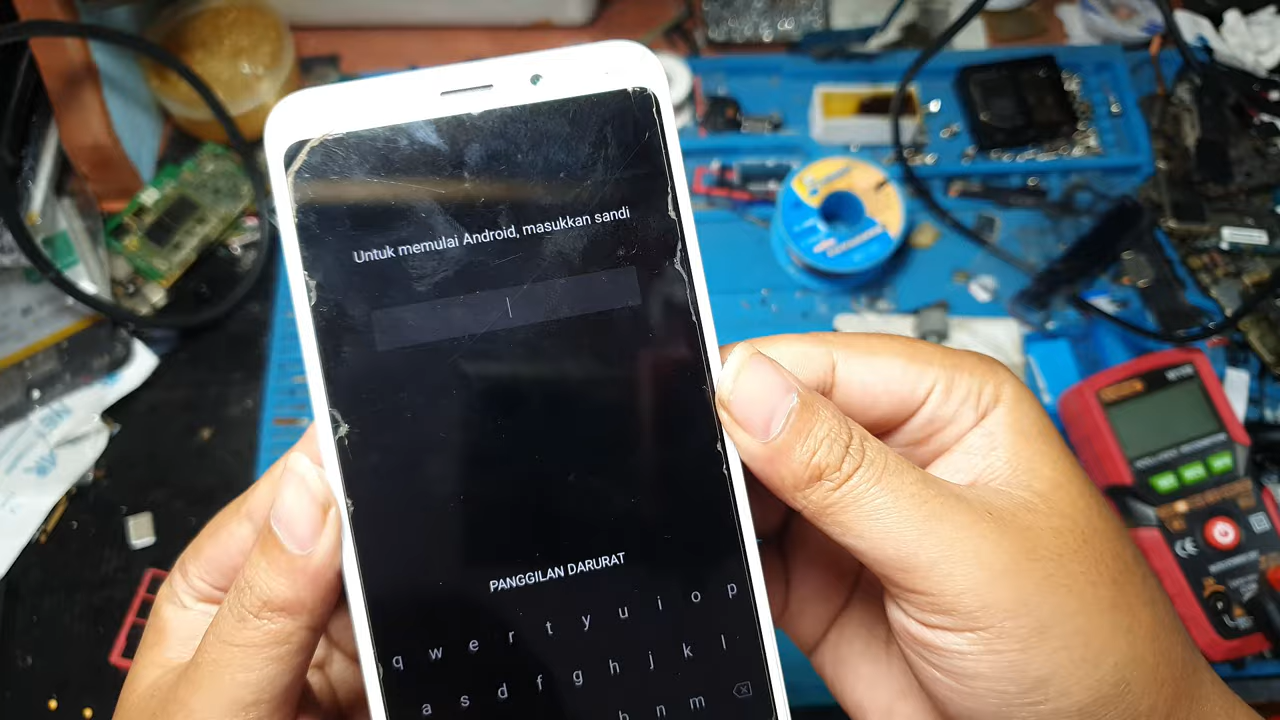 Untuk memulai Android, masukkan sandi
PANGGILAN DARURAT
q w e r t y u i o p
a s d f g h j k l
b n m